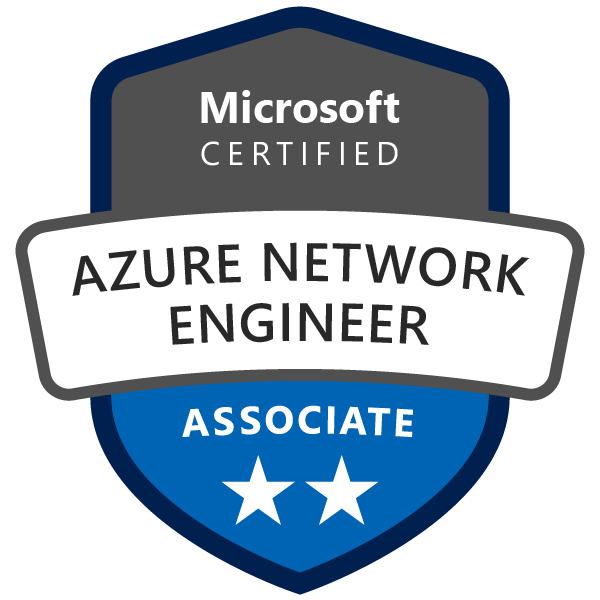 Microsoft
CERTIFIED
AZURE NETWORK
ENGINEER
ASSOCIATE